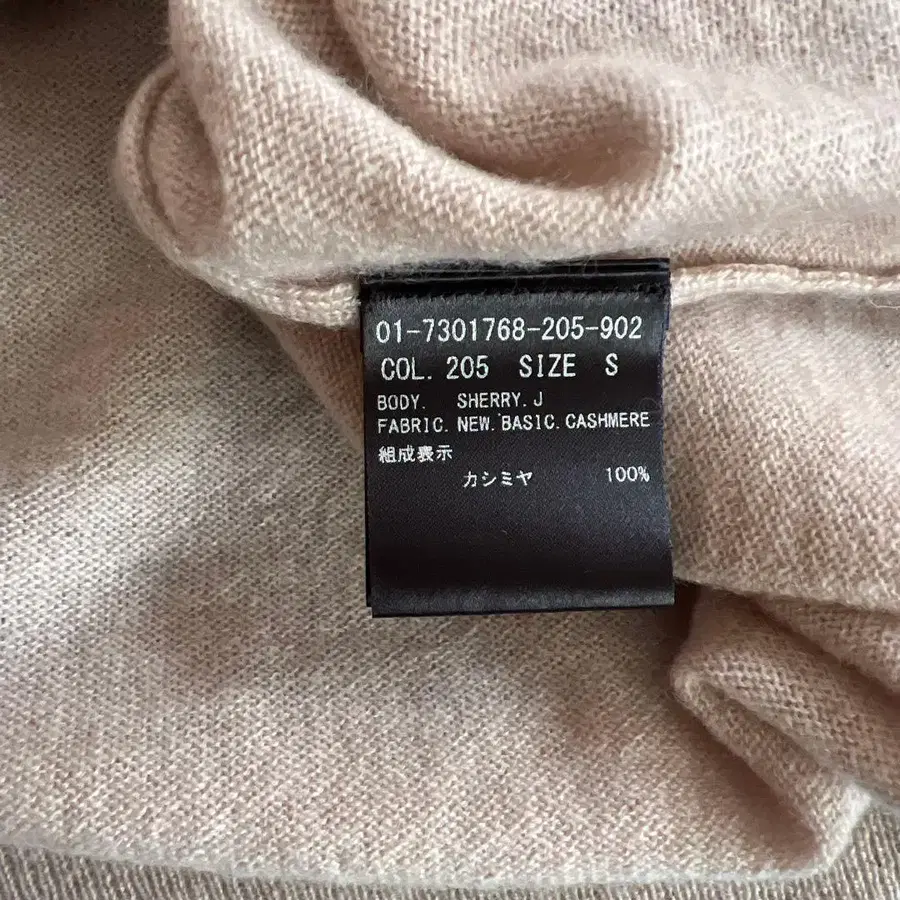 01-7301768-205-902
COL. 205 SIZE S
BODY. SHERRY.J
FABRIC.NEW.BASIC.CASHMERE
組成表示
カシミヤ 100%